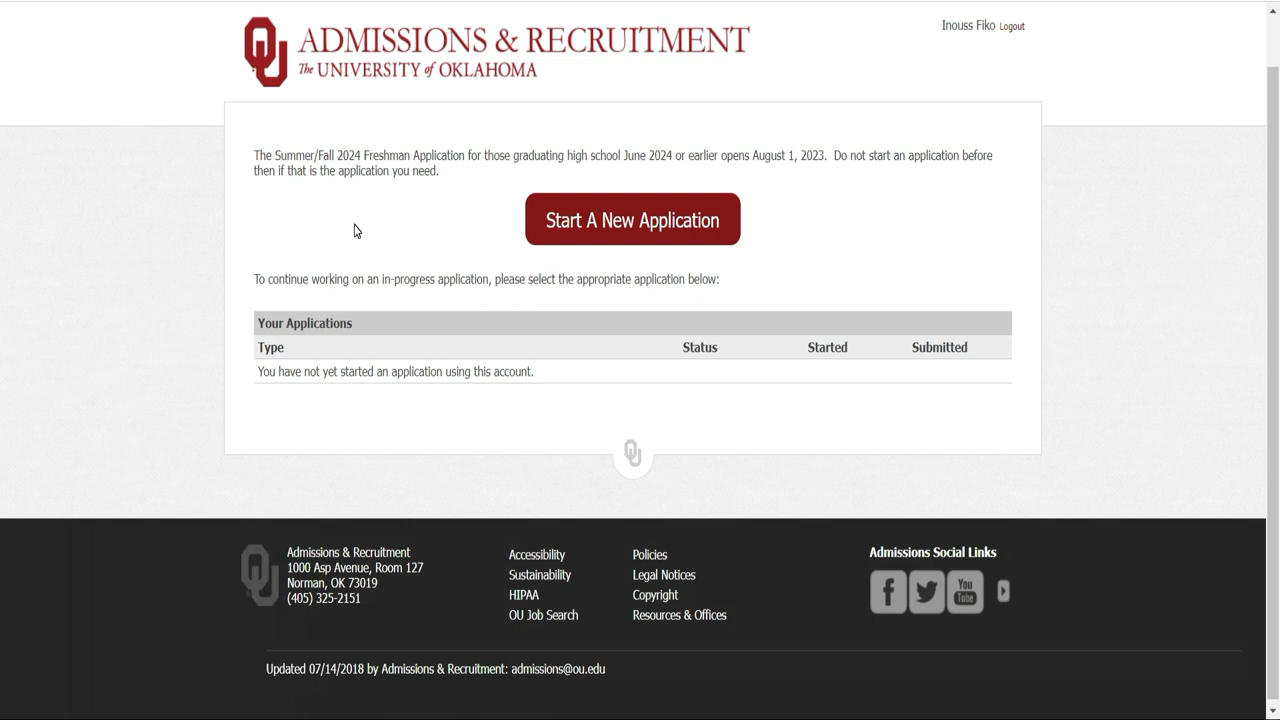 Inouss Fiko Logout
OU ADMISSIONS & RECRUITMENT
The UNIVERSITY of OKLAHOMA
The Summer/Fall 2024 Freshman Application for those graduating high school June 2024 or earlier opens August 1, 2023. Do not start an application before
then if that is the application you need.
Start A New Application
To continue working on an in-progress application, please select the appropriate application below:
Your Applications
Type Status Started Submitted
You have not yet started an application using this account.
OU
OU
Admissions & Recruitment
1000 Asp Avenue, Room 127
Norman, OK 73019
(405) 325-2151
Accessibility
Sustainability
HIPAA
OU Job Search
Policies
Legal Notices
Copyright
Resources & Offices
Admissions Social Links
f
You
Tube
Updated 07/14/2018 by Admissions & Recruitment: admissions@ou.edu